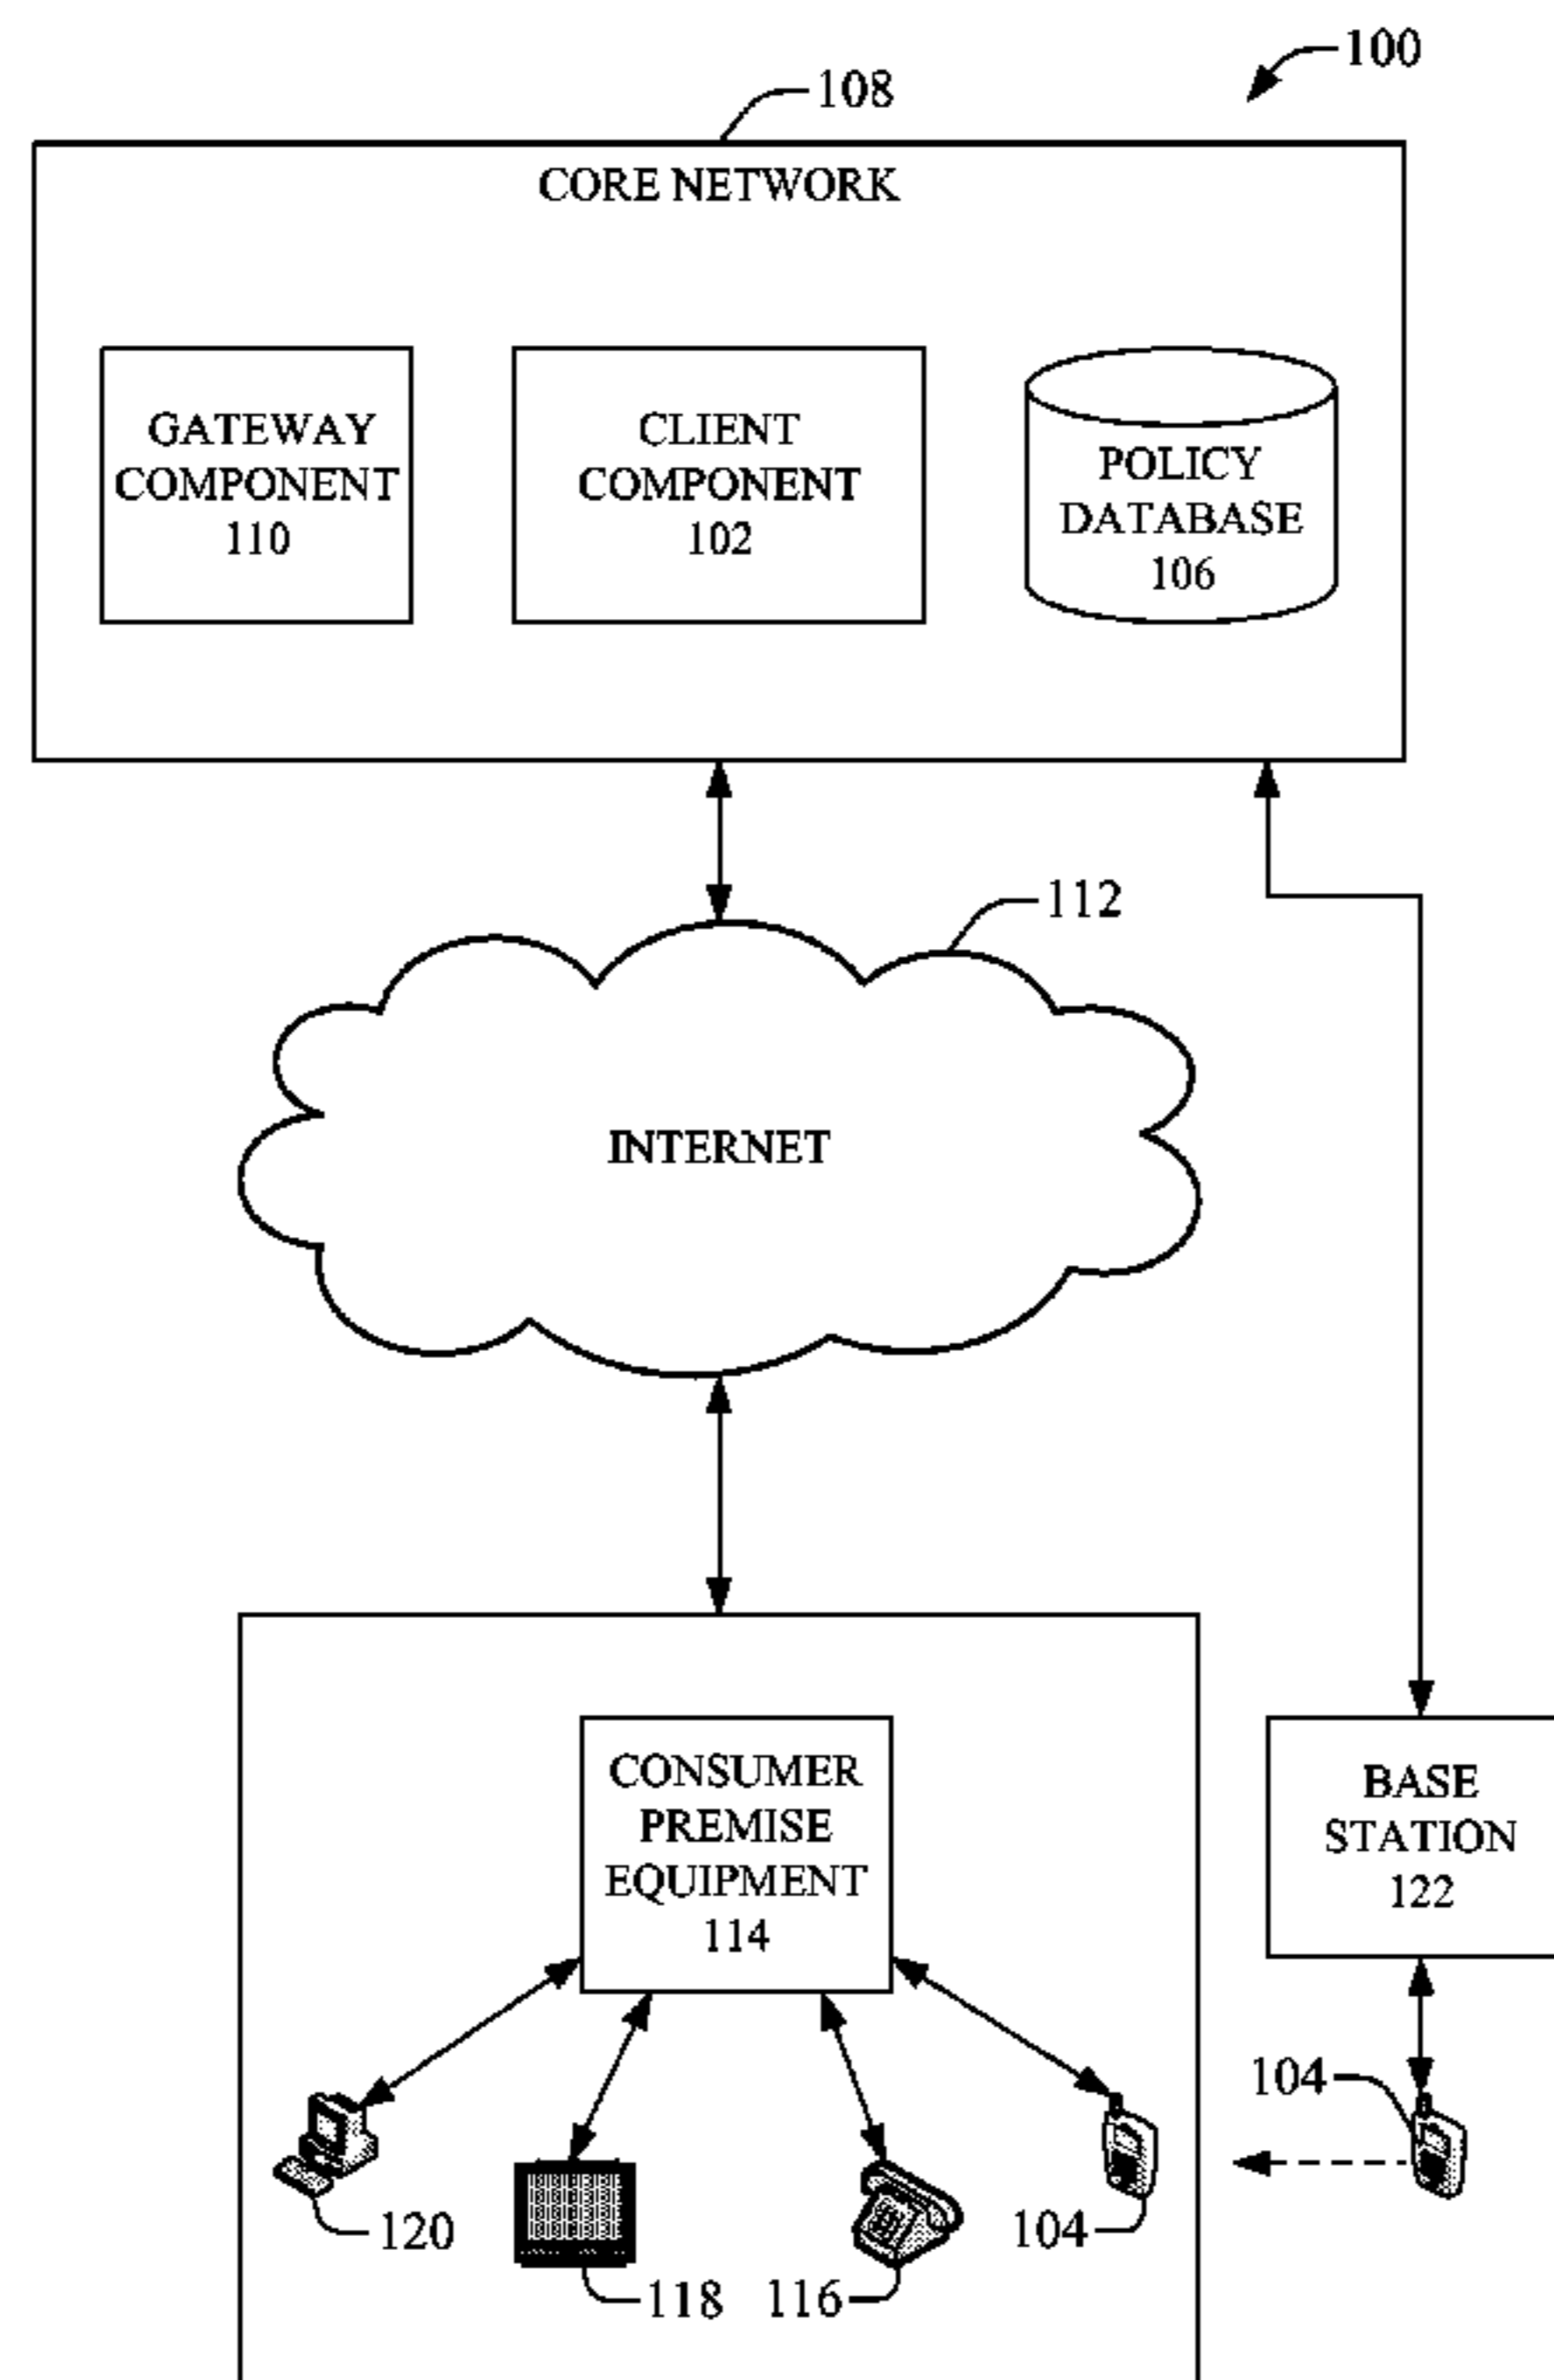 100
108
CORE NETWORK
GATEWAY
COMPONENT
110
CLIENT
COMPONENT
102
POLICY
DATABASE
106
112
INTERNET
CONSUMER
PREMISE
EQUIPMENT
114
BASE
STATION
122
104
120
118
116
104